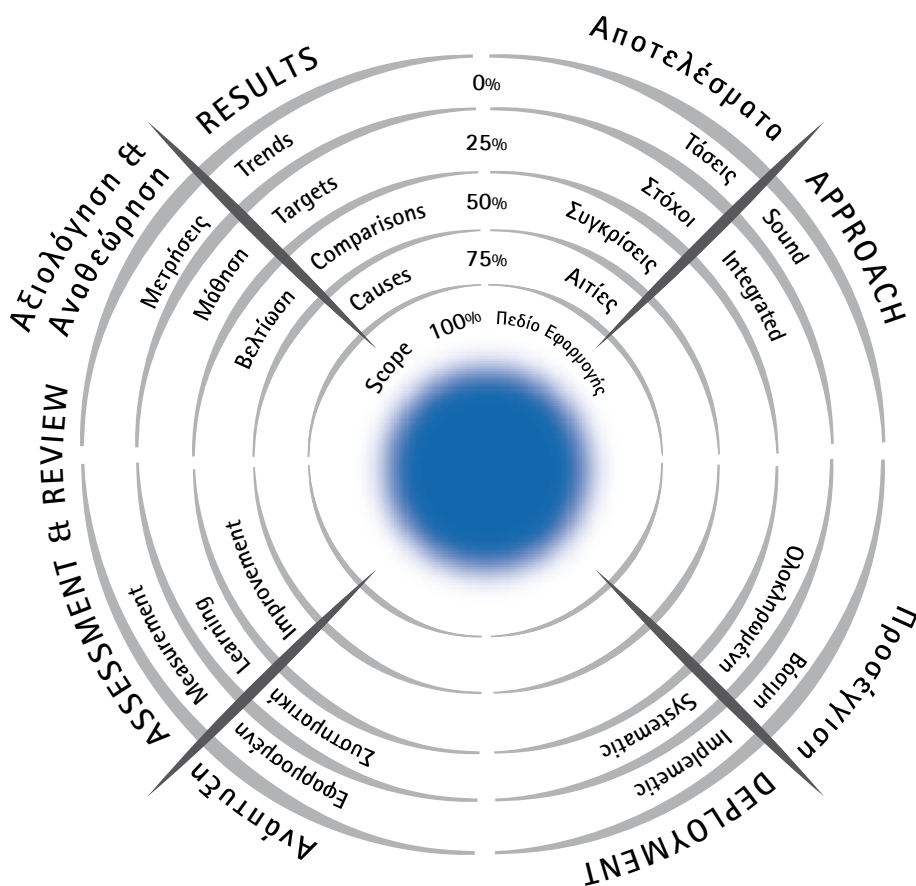 RESULTS
Αποτελέσματα
0%
25%
50%
75%
100%
Trends
Targets
Comparisons
Causes
Scope
Τάσεις
Στόχοι
Συγκρίσεις
Αιτίες
Πεδίο Εφαρμογής
APPROACH
Sound
Integrated
Ολοκληρωμένη
Βάσιμη
Προσέγγιση
DEPLOYMENT
Systematic
Implemetic
Συστηματική
Εφαρμοσμένη
Ανάπτυξη
ASSESSMENT & REVIEW
Measurement
Learning
Improvement
Αξιολόγηση &
Αναθεώρηση
Μετρήσεις
Μάθηση
Βελτίωση